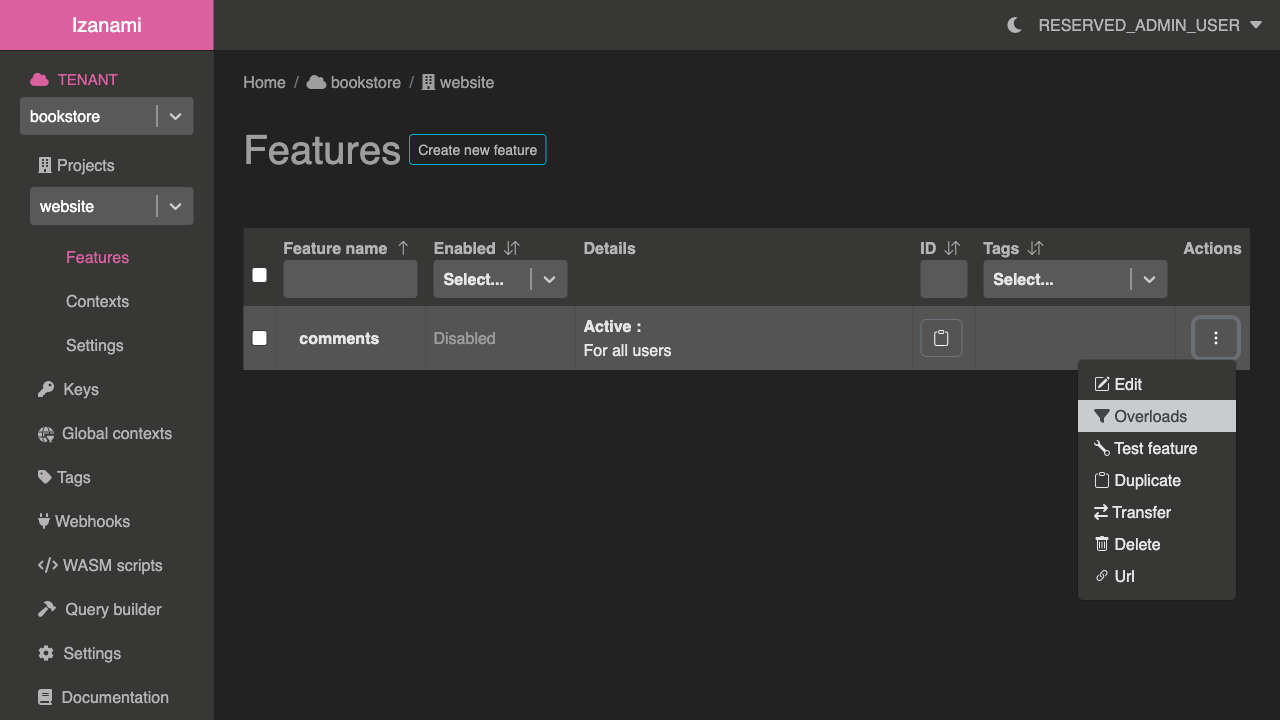 Izanami
RESERVED_ADMIN_USER
TENANT
bookstore
Projects
website
Features
Contexts
Settings
Keys
Global contexts
Tags
Webhooks
WASM scripts
Query builder
Settings
Documentation
Home / bookstore / website
Features Create new feature
Feature name Enabled Details ID Tags Actions
Select... Select...
comments Disabled Active :
For all users
Edit
Overloads
Test feature
Duplicate
Transfer
Delete
Url